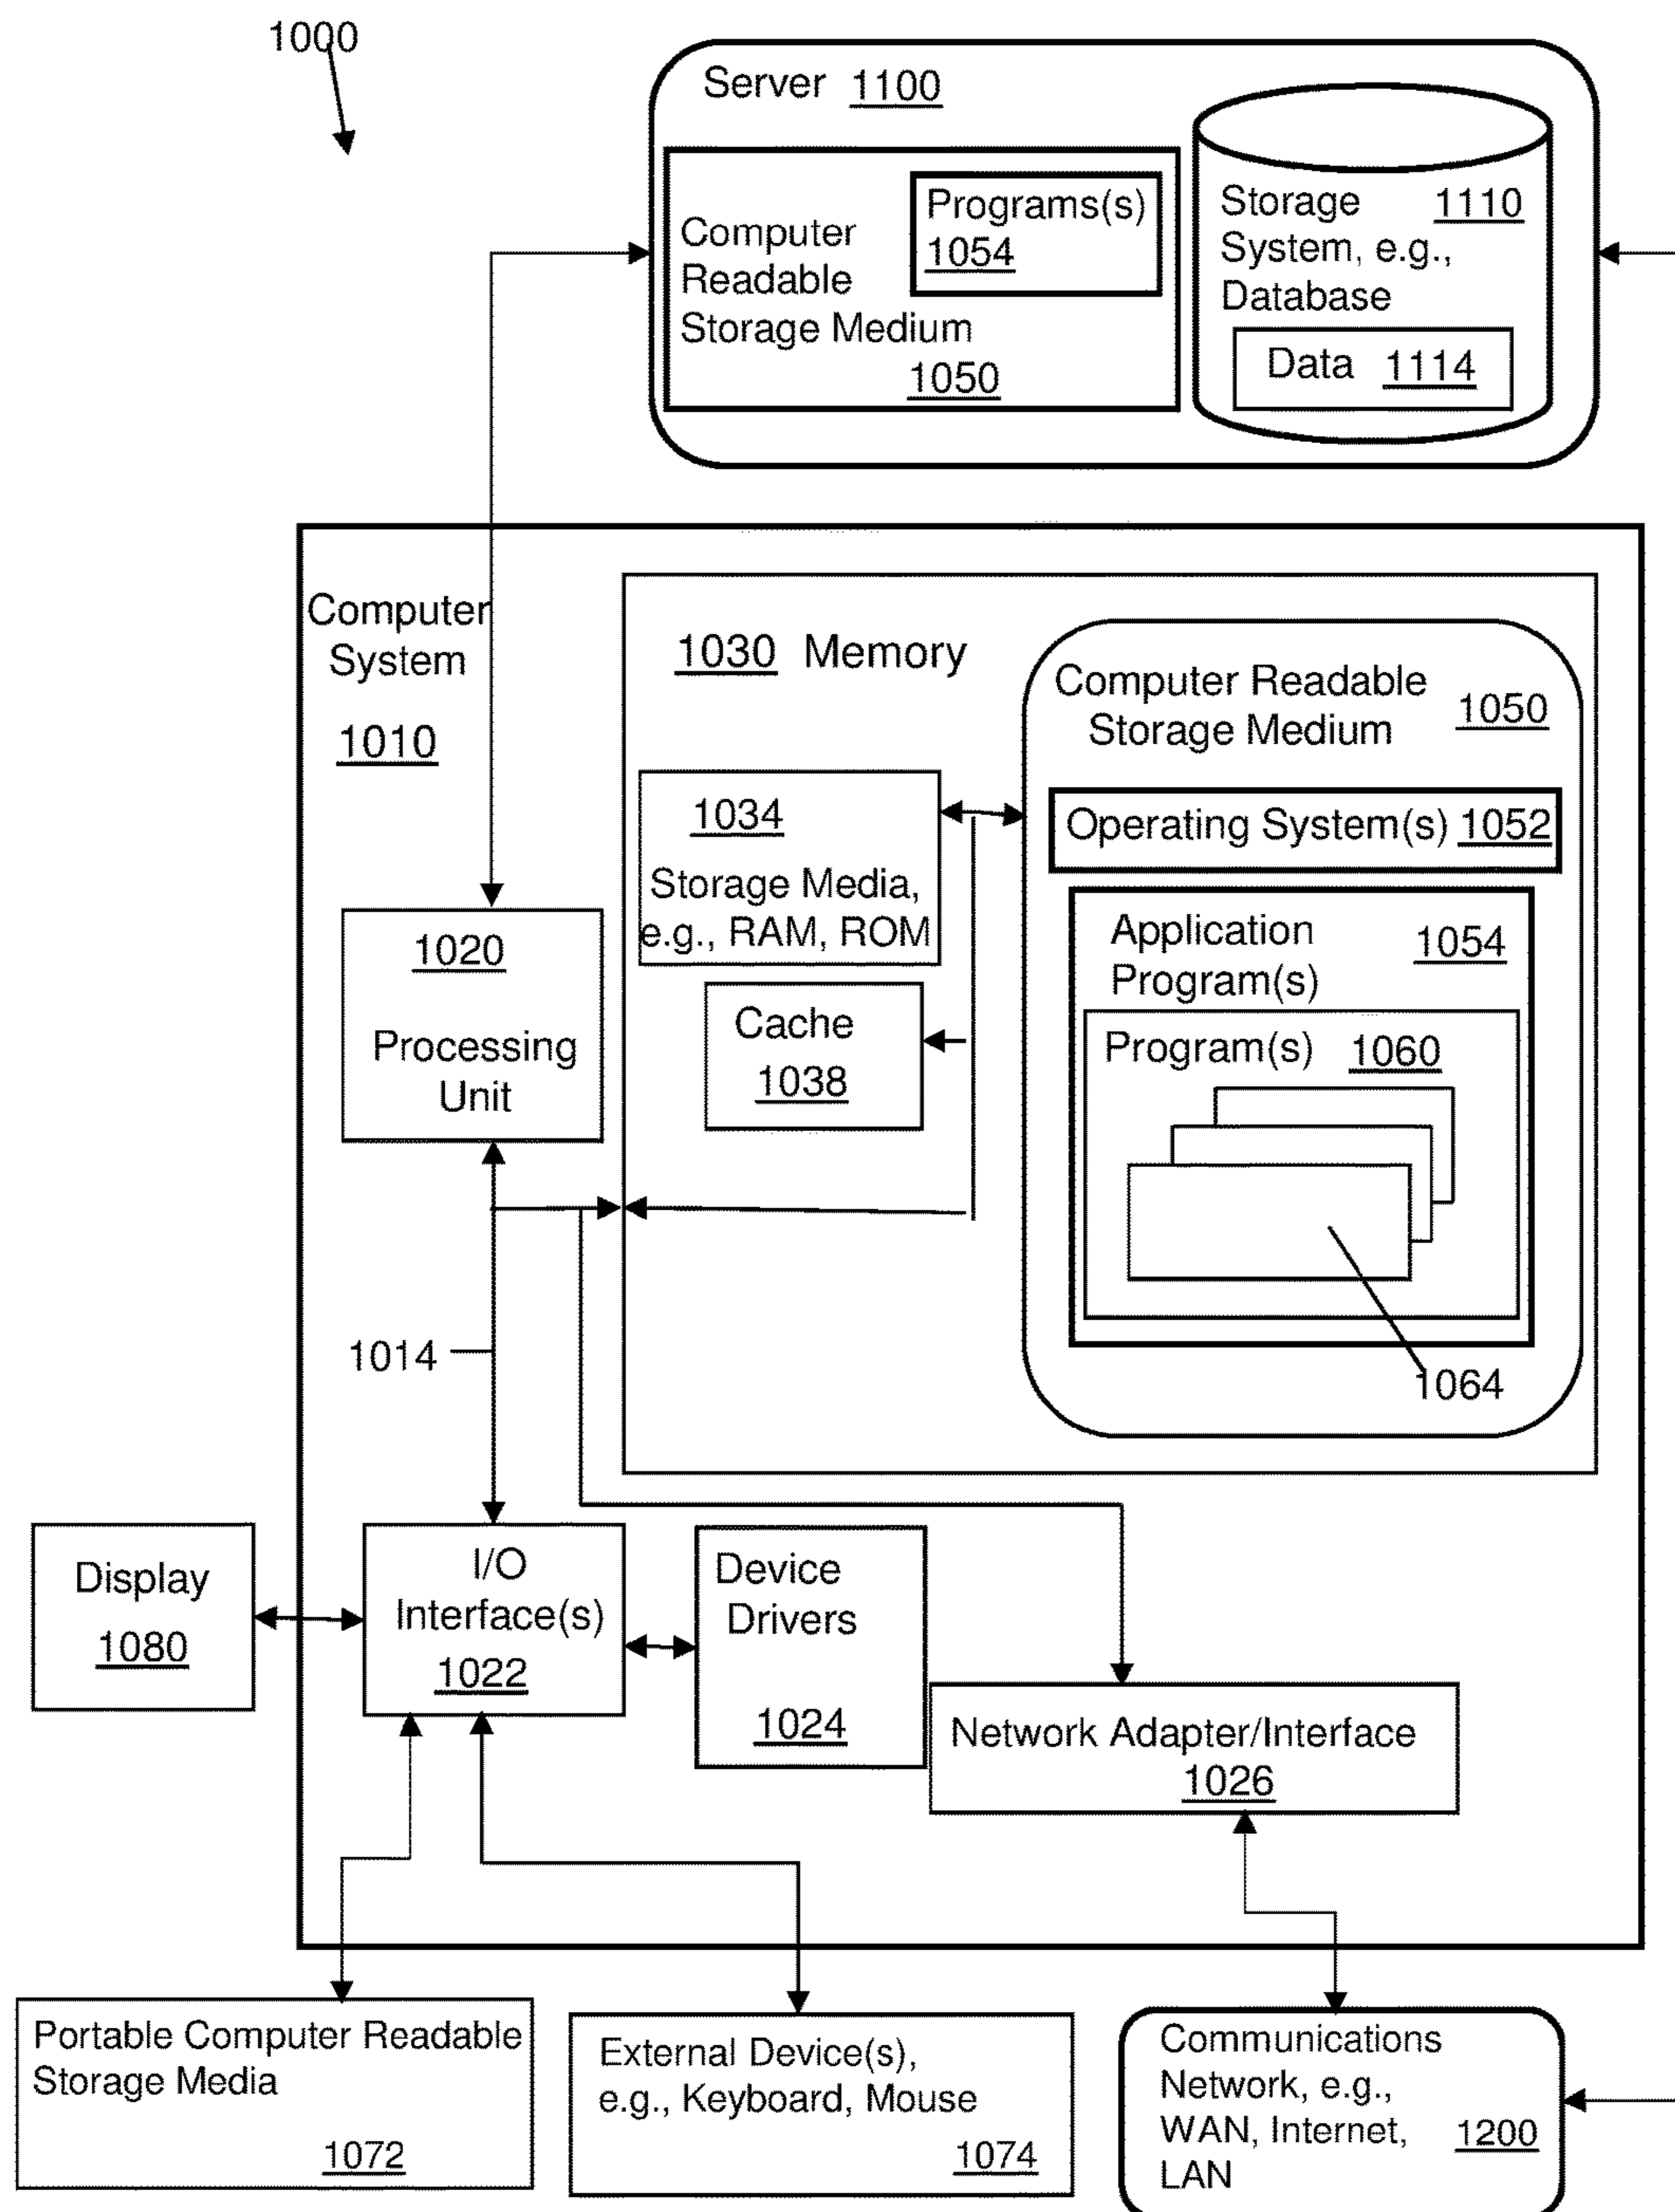 1000
Server 1100
Computer
Readable
Storage Medium
1050
Programs(s)
1054
Storage 1110
System, e.g.,
Database
Data 1114
Computer
System
1010
1030 Memory
Computer Readable
Storage Medium
1050
1034
Storage Media,
e.g., RAM, ROM
Operating System(s) 1052
Cache
1038
Application
Program(s)
1054
Program(s) 1060
1064
1020
Processing
Unit
1014
Display
1080
I/O
Interface(s)
1022
Device
Drivers
1024
Network Adapter/Interface
1026
Portable Computer Readable
Storage Media
1072
External Device(s),
e.g., Keyboard, Mouse
1074
Communications
Network, e.g.,
WAN, Internet,
LAN
1200